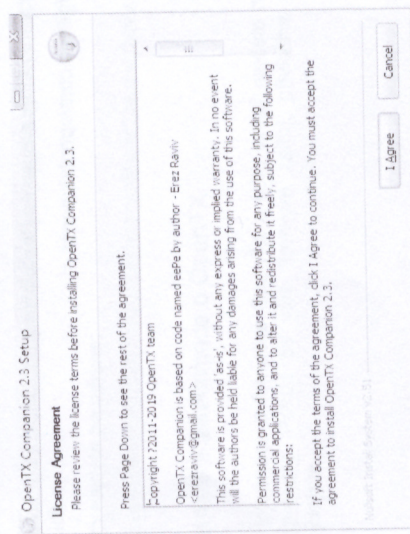 OpenTX Companion 2.3 Setup
License Agreement
Please review the license terms before installing OpenTX Companion 2.3.
Press Page Down to see the rest of the agreement.
Copyright ?2011-2019 OpenTX team
OpenTX Companion is based on code named eePe by author - Erez Raviv
<erezraviv@gmail.com>
This software is provided 'as-is', without any express or implied warranty. In no event
will the authors be held liable for any damages arising from the use of this software.
Permission is granted to anyone to use this software for any purpose, including
commercial applications, and to alter it and redistribute it freely, subject to the following
restrictions:
If you accept the terms of the agreement, click I Agree to continue. You must accept the
agreement to install OpenTX Companion 2.3.
I Agree
Cancel